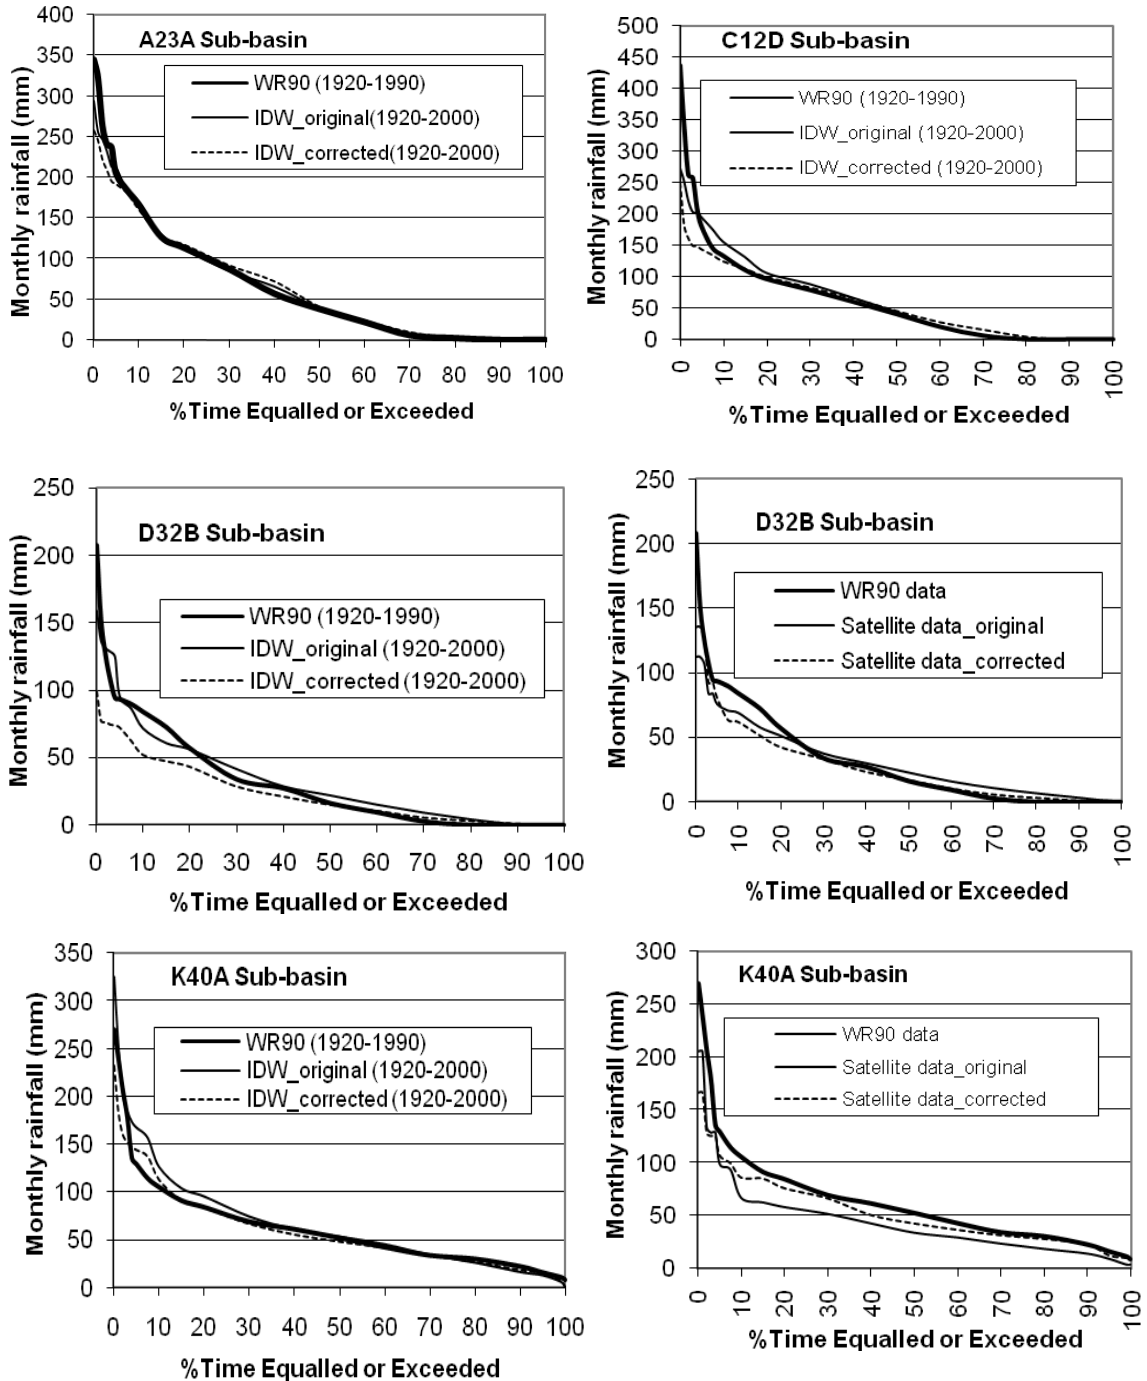 A23A Sub-basin
Monthly rainfall (mm)
400
350
300
250
200
150
100
50
0
WR90 (1920-1990)
IDW_original(1920-2000)
IDW_corrected(1920-2000)
0 10 20 30 40 50 60 70 80 90 100
%Time Equalled or Exceeded
C12D Sub-basin
Monthly rainfall (mm)
500
450
400
350
300
250
200
150
100
50
0
WR90 (1920-1990)
IDW_original (1920-2000)
IDW_corrected (1920-2000)
0 10 20 30 40 50 60 70 80 90 100
%Time Equalled or Exceeded
D32B Sub-basin
Monthly rainfall (mm)
250
200
150
100
50
0
WR90 (1920-1990)
IDW_original (1920-2000)
IDW_corrected (1920-2000)
0 10 20 30 40 50 60 70 80 90 100
%Time Equalled or Exceeded
D32B Sub-basin
Monthly rainfall (mm)
250
200
150
100
50
0
WR90 data
Satellite data_original
Satellite data_corrected
0 10 20 30 40 50 60 70 80 90 100
%Time Equalled or Exceeded
K40A Sub-basin
Monthly rainfall (mm)
350
300
250
200
150
100
50
0
WR90 (1920-1990)
IDW_original (1920-2000)
IDW_corrected (1920-2000)
0 10 20 30 40 50 60 70 80 90 100
%Time Equalled or Exceeded
K40A Sub-basin
Monthly rainfall (mm)
300
250
200
150
100
50
0
WR90 data
Satellite data_original
Satellite data_corrected
0 10 20 30 40 50 60 70 80 90 100
%Time Equalled or Exceeded